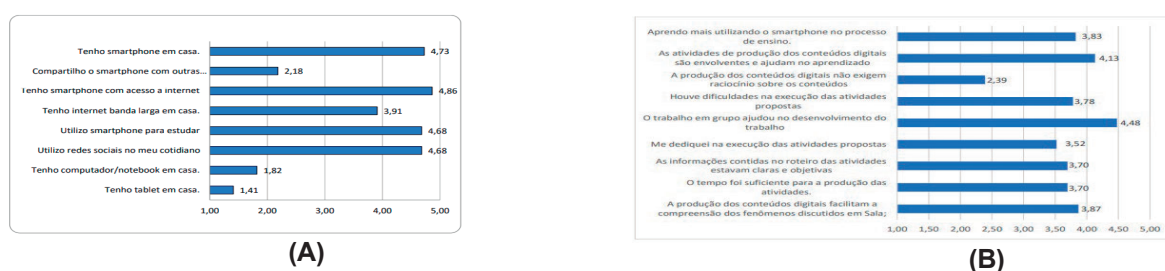 Tenho smartphone em casa.
4,73
Compartilho o smartphone com outras...
2,18
Tenho smartphone com acesso a internet
4,86
Tenho internet banda larga em casa.
3,91
Utilizo smartphone para estudar
4,68
Utilizo redes sociais no meu cotidiano
4,68
Tenho computador/notebook em casa.
1,82
Tenho tablet em casa.
1,41
1,00 2,00 3,00 4,00 5,00
(A)
Aprendo mais utilizando o smartphone no processo
de ensino.
3,83
As atividades de produção dos conteúdos digitais
são envolventes e ajudam no aprendizado
4,13
A produção dos conteúdos digitais não exigem
raciocínio sobre os conteúdos
2,39
Houve dificuldades na execução das atividades
propostas
3,78
O trabalho em grupo ajudou no desenvolvimento do
trabalho
4,48
Me dediquei na execução das atividades propostas
3,52
As informações contidas no roteiro das atividades
estavam claras e objetivas
3,70
O tempo foi suficiente para a produção das
atividades.
3,70
A produção dos conteúdos digitais facilitam a
compreensão dos fenômenos discutidos em Sala;
3,87
1,00 1,50 2,00 2,50 3,00 3,50 4,00 4,50 5,00
(B)